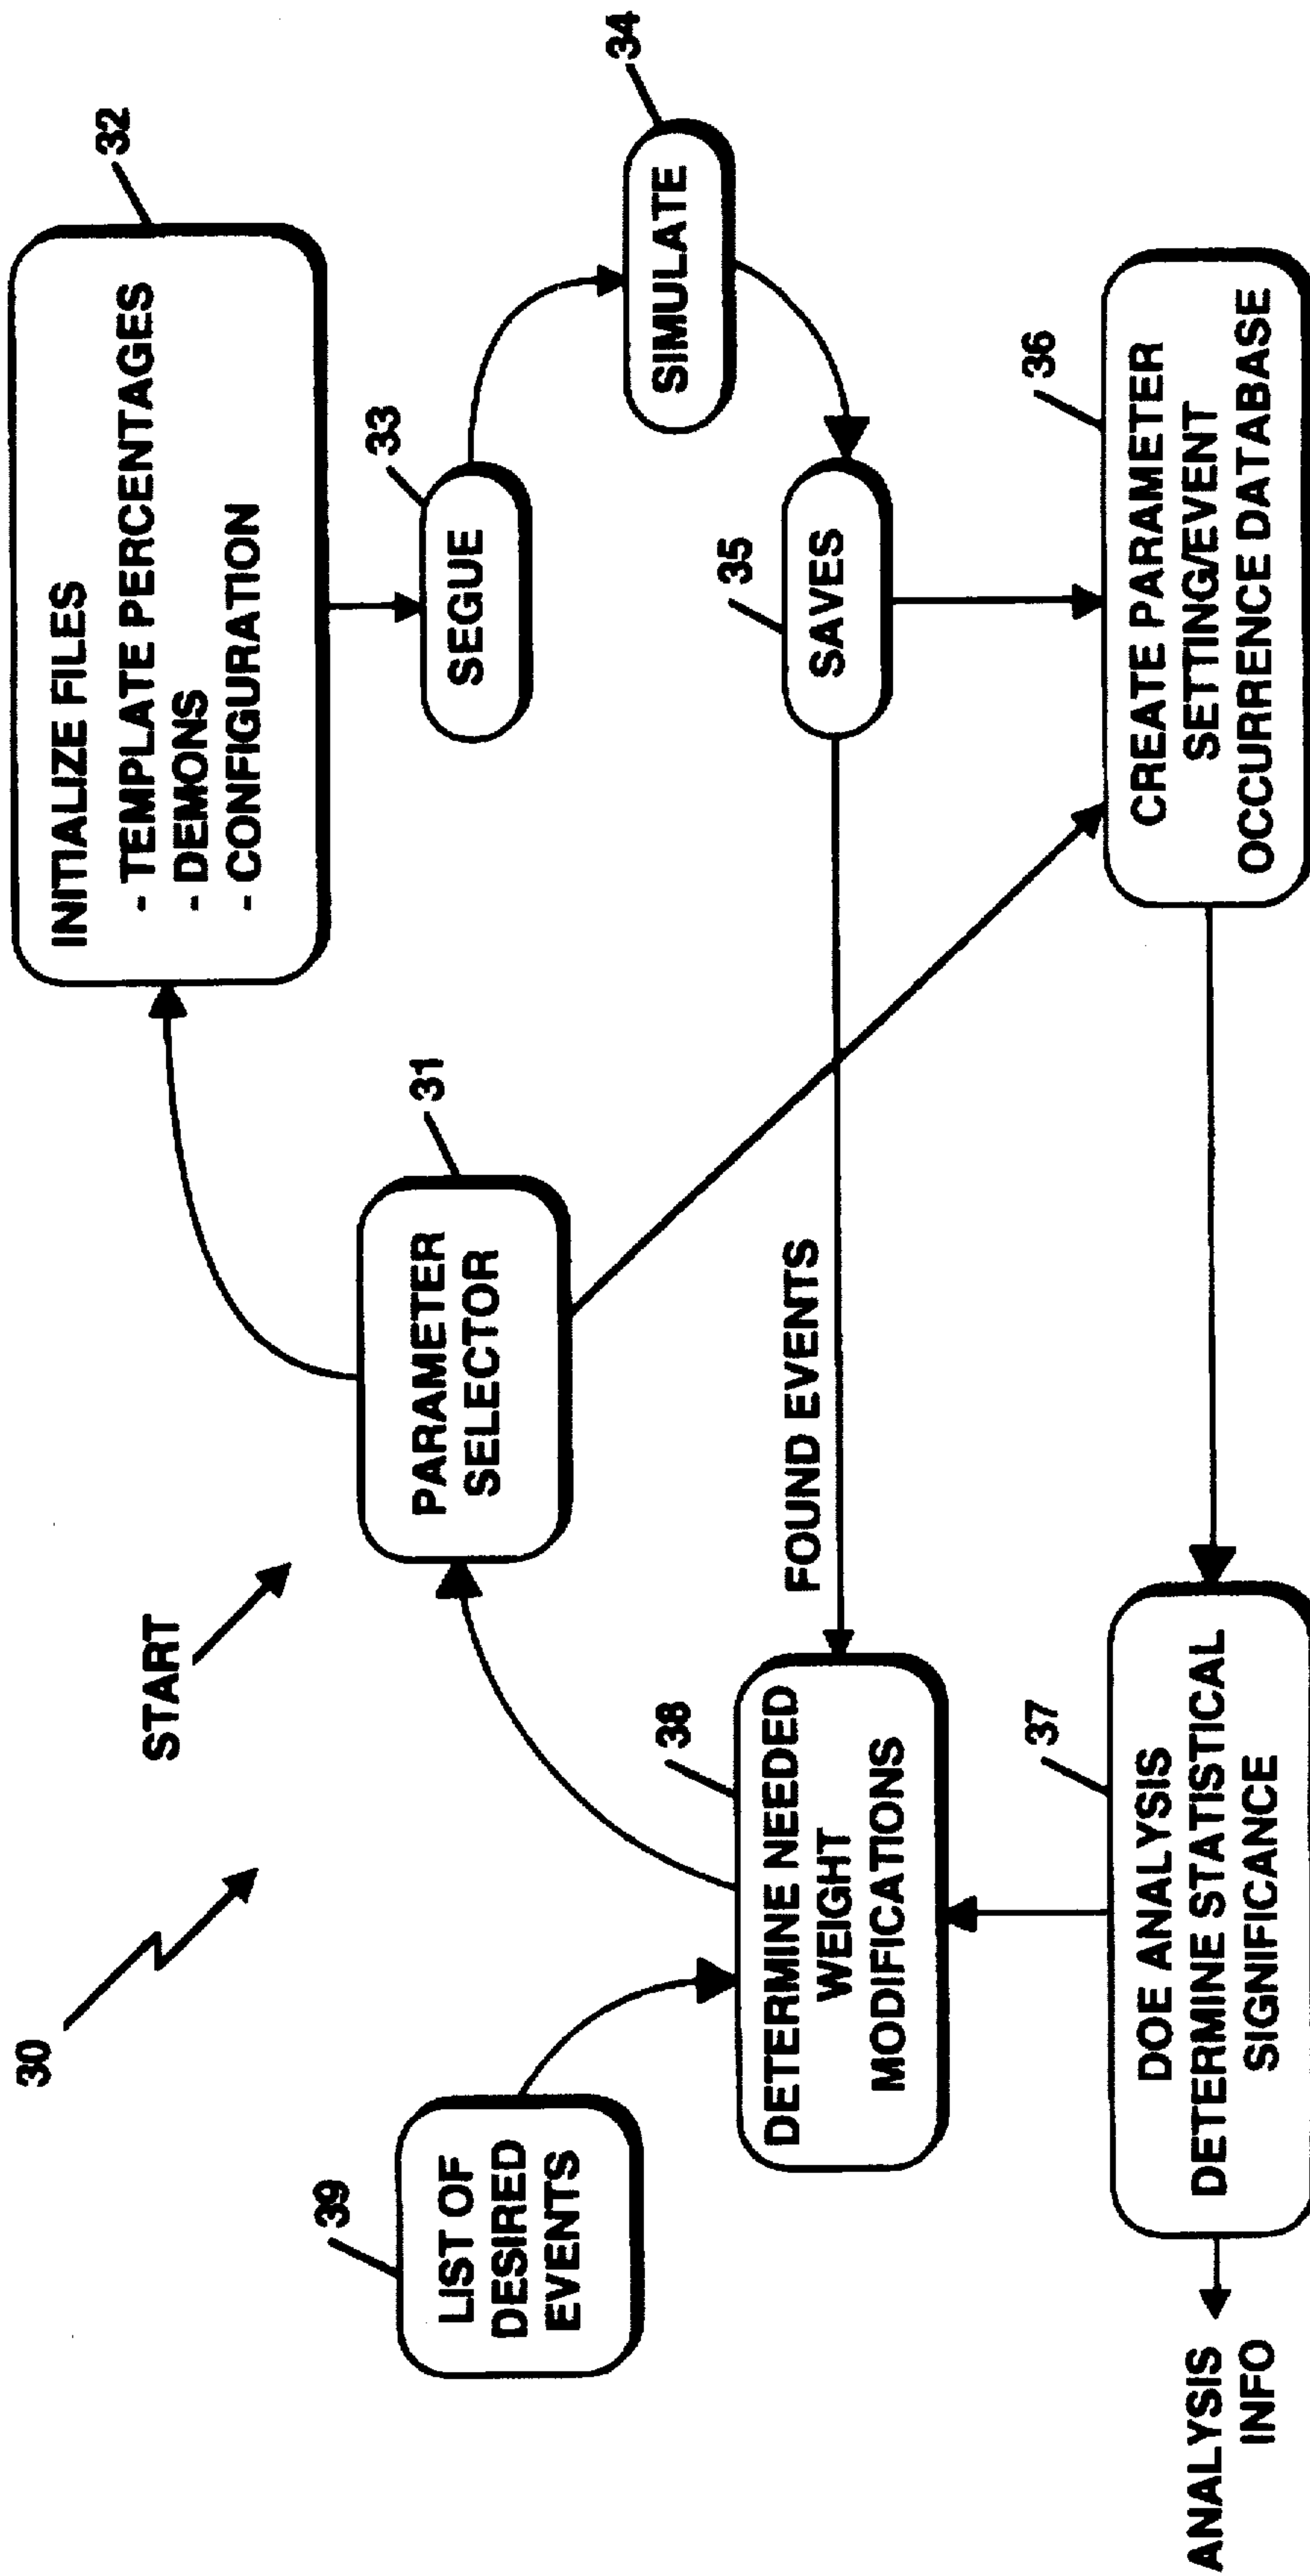 30
START
32
INITIALIZE FILES
- TEMPLATE PERCENTAGES
- DEMONS
- CONFIGURATION
31
PARAMETER
SELECTOR
33
SEGUE
34
SIMULATE
35
SAVES
39
LIST OF
DESIRED
EVENTS
38
DETERMINE NEEDED
WEIGHT
MODIFICATIONS
FOUND EVENTS
36
CREATE PARAMETER
SETTING/EVENT
OCCURRENCE DATABASE
37
DOE ANALYSIS
DETERMINE STATISTICAL
SIGNIFICANCE
ANALYSIS
INFO